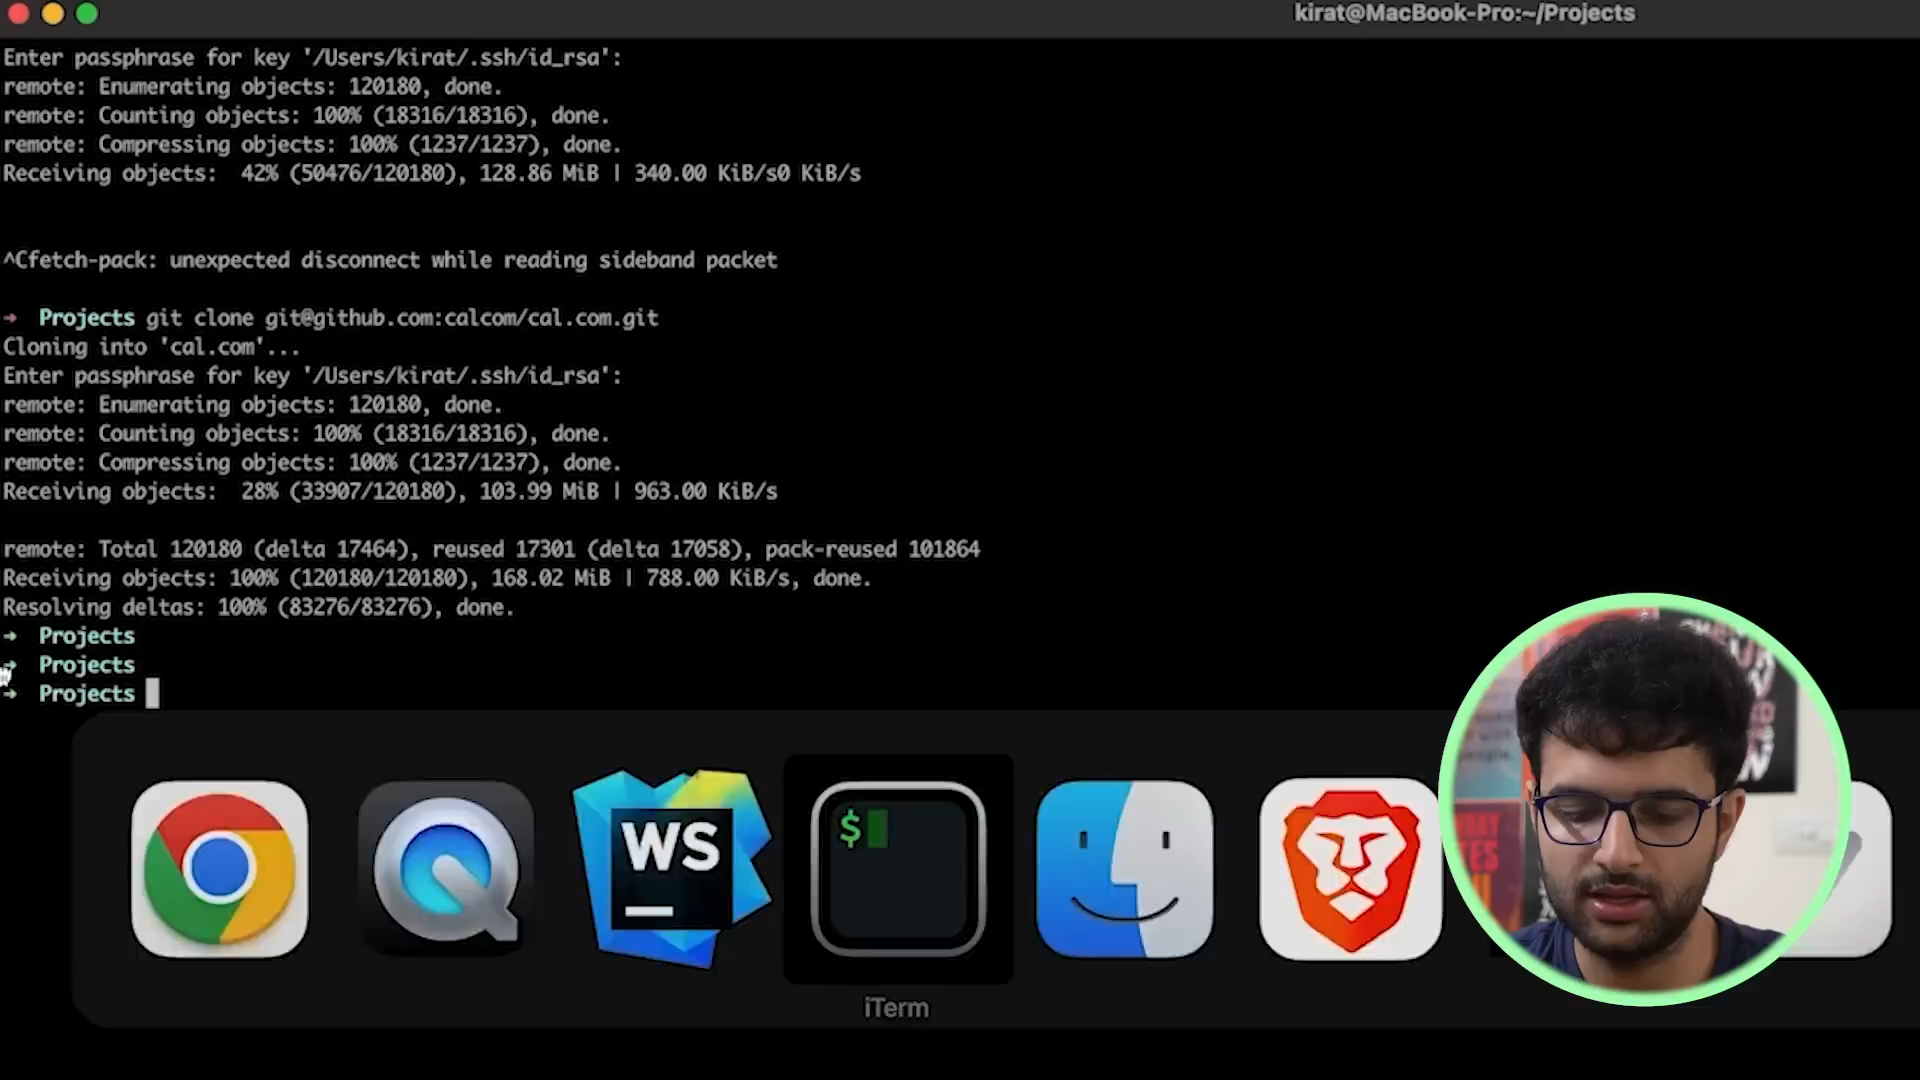 kirat@MacBook-Pro:~/Projects
Enter passphrase for key '/Users/kirat/.ssh/id_rsa':
remote: Enumerating objects: 120180, done.
remote: Counting objects: 100% (18316/18316), done.
remote: Compressing objects: 100% (1237/1237), done.
Receiving objects:  42% (50476/120180), 128.86 MiB | 340.00 KiB/s0 KiB/s
^Cfetch-pack: unexpected disconnect while reading sideband packet
→  Projects git clone git@github.com:calcom/cal.com.git
Cloning into 'cal.com'...
Enter passphrase for key '/Users/kirat/.ssh/id_rsa':
remote: Enumerating objects: 120180, done.
remote: Counting objects: 100% (18316/18316), done.
remote: Compressing objects: 100% (1237/1237), done.
Receiving objects:  28% (33907/120180), 103.99 MiB | 963.00 KiB/s
remote: Total 120180 (delta 17464), reused 17301 (delta 17058), pack-reused 101864
Receiving objects: 100% (120180/120180), 168.02 MiB | 788.00 KiB/s, done.
Resolving deltas: 100% (83276/83276), done.
→  Projects
→  Projects
→  Projects
WS
$
iTerm